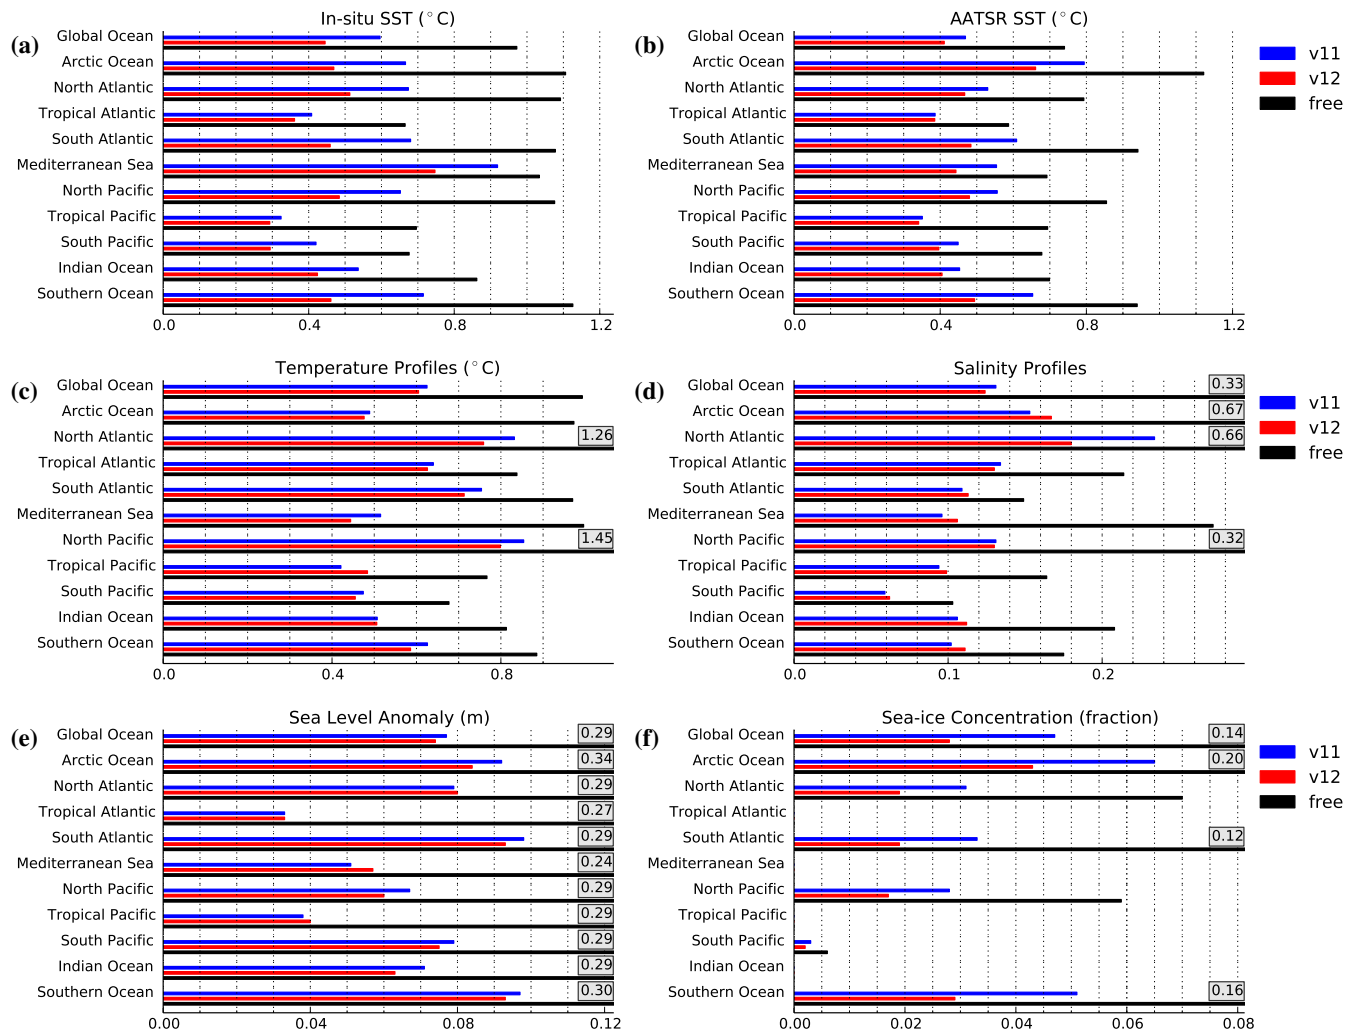 In-situ SST (°C)
(a)
Global Ocean
Arctic Ocean
North Atlantic
Tropical Atlantic
South Atlantic
Mediterranean Sea
North Pacific
Tropical Pacific
South Pacific
Indian Ocean
Southern Ocean
0.0 0.4 0.8 1.2
AATSR SST (°C)
(b)
Global Ocean
Arctic Ocean
North Atlantic
Tropical Atlantic
South Atlantic
Mediterranean Sea
North Pacific
Tropical Pacific
South Pacific
Indian Ocean
Southern Ocean
0.0 0.4 0.8 1.2
v11
v12
free
Temperature Profiles (°C)
(c)
Global Ocean
Arctic Ocean
North Atlantic 1.26
Tropical Atlantic
South Atlantic
Mediterranean Sea
North Pacific 1.45
Tropical Pacific
South Pacific
Indian Ocean
Southern Ocean
0.0 0.4 0.8
Salinity Profiles
(d)
Global Ocean 0.33
Arctic Ocean 0.67
North Atlantic 0.66
Tropical Atlantic
South Atlantic
Mediterranean Sea
North Pacific 0.32
Tropical Pacific
South Pacific
Indian Ocean
Southern Ocean
0.0 0.1 0.2
v11
v12
free
Sea Level Anomaly (m)
(e)
Global Ocean 0.29
Arctic Ocean 0.34
North Atlantic 0.29
Tropical Atlantic 0.27
South Atlantic 0.29
Mediterranean Sea 0.24
North Pacific 0.29
Tropical Pacific 0.29
South Pacific 0.29
Indian Ocean 0.29
Southern Ocean 0.30
0.00 0.04 0.08 0.12
Sea-ice Concentration (fraction)
(f)
Global Ocean 0.14
Arctic Ocean 0.20
North Atlantic
Tropical Atlantic
South Atlantic 0.12
Mediterranean Sea
North Pacific
Tropical Pacific
South Pacific
Indian Ocean
Southern Ocean 0.16
0.00 0.02 0.04 0.06 0.08
v11
v12
free